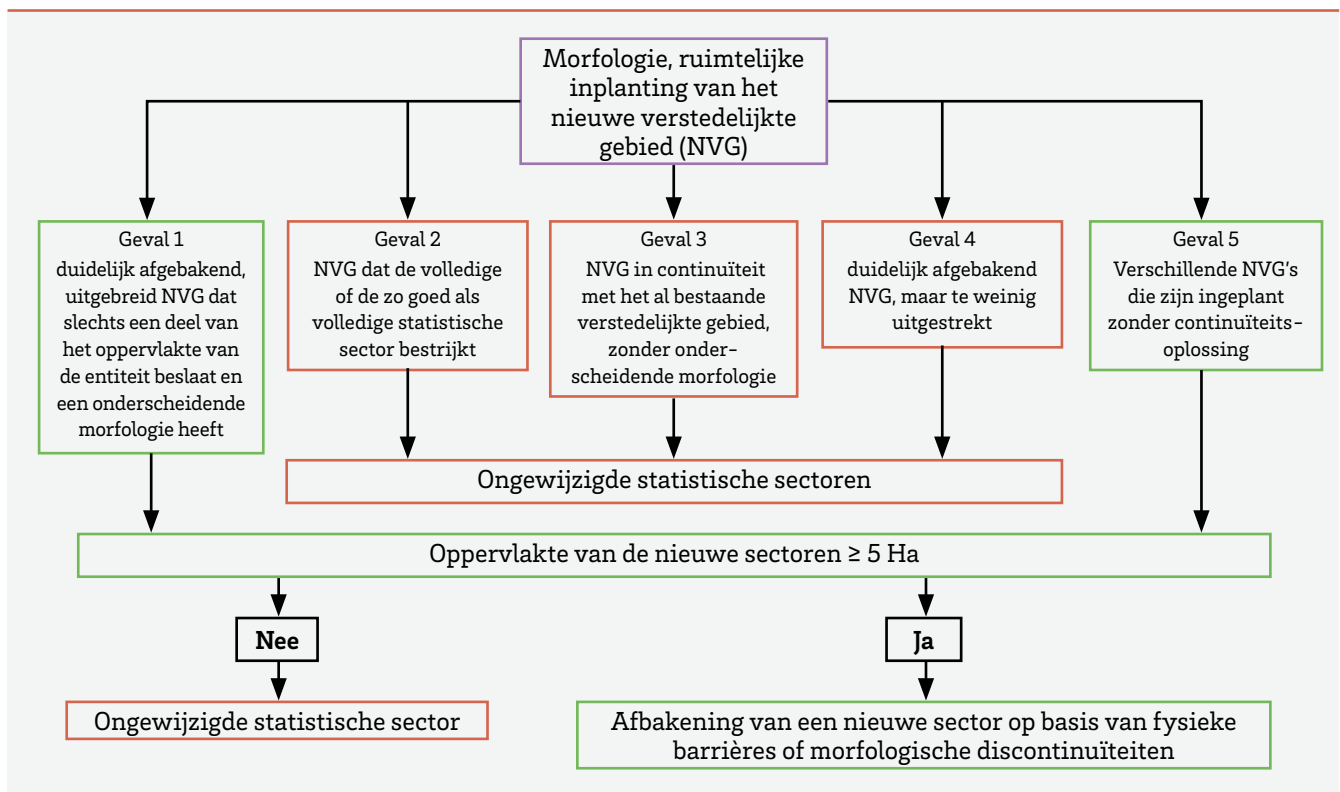 Morfologie, ruimtelijke
inplanting van het
nieuwe verstedelijkte
gebied (NVG)
Geval 1
duidelijk afgebakend,
uitgebreid NVG dat
slechts een deel van
het oppervlakte van
de entiteit beslaat en
een onderscheidende
morfologie heeft
Geval 2
NVG dat de volledige
of de zo goed als
volledige statistische
sector bestrijkt
Geval 3
NVG in continuïteit
met het al bestaande
verstedelijkte gebied,
zonder onder-
scheidende morfologie
Geval 4
duidelijk afgebakend
NVG, maar te weinig
uitgestrekt
Geval 5
Verschillende NVG's
die zijn ingeplant
zonder continuïteits-
oplossing
Ongewijzigde statistische sectoren
Oppervlakte van de nieuwe sectoren ≥ 5 Ha
Nee
Ja
Ongewijzigde statistische sector
Afbakening van een nieuwe sector op basis van fysieke
barrières of morfologische discontinuïteiten